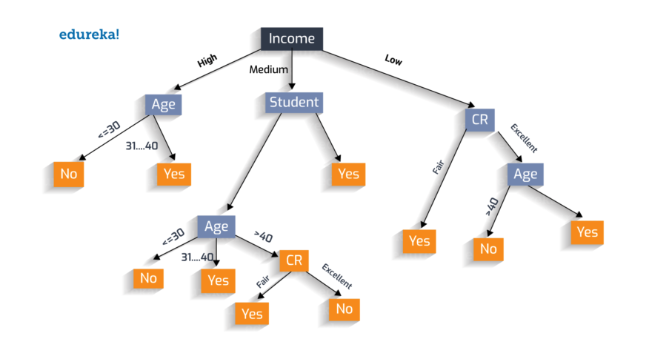 edureka!
Income
High
Medium
Low
Age
Student
CR
<=30
31....40
Fair
Excellent
No
Yes
Yes
Age
>40
Age
Yes
No
Yes
<=30
31....40
>40
CR
No
Yes
Fair
Excellent
Yes
No